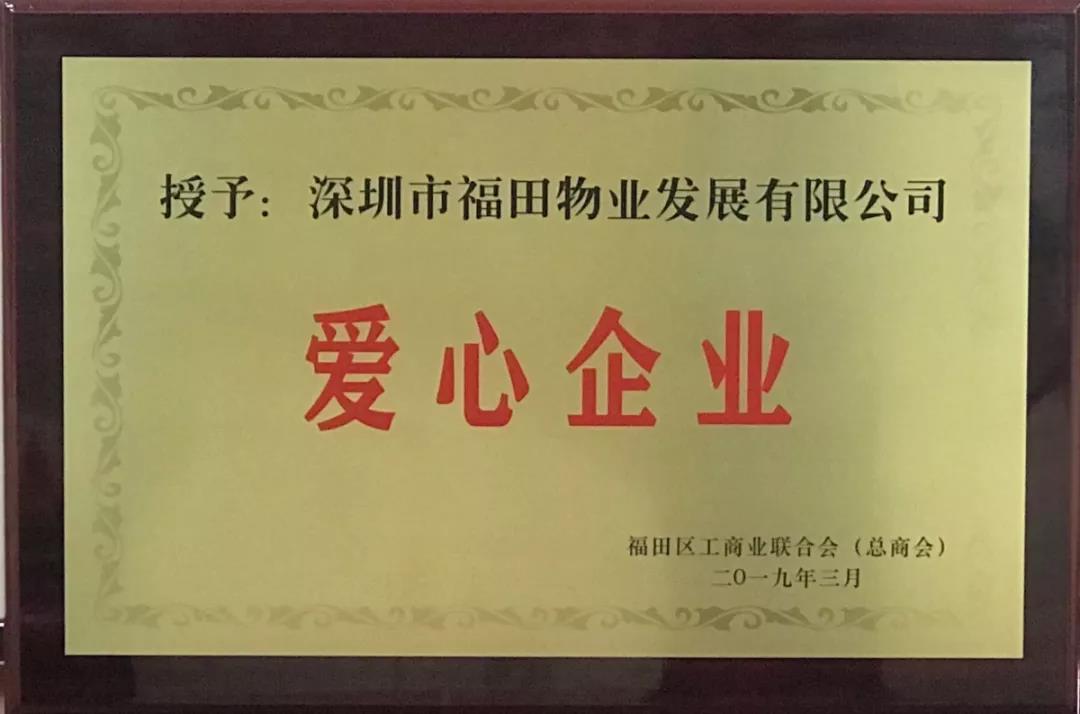 授予：深圳市福田物业发展有限公司
爱心企业
福田区工商业联合会（总商会）
二〇一九年三月